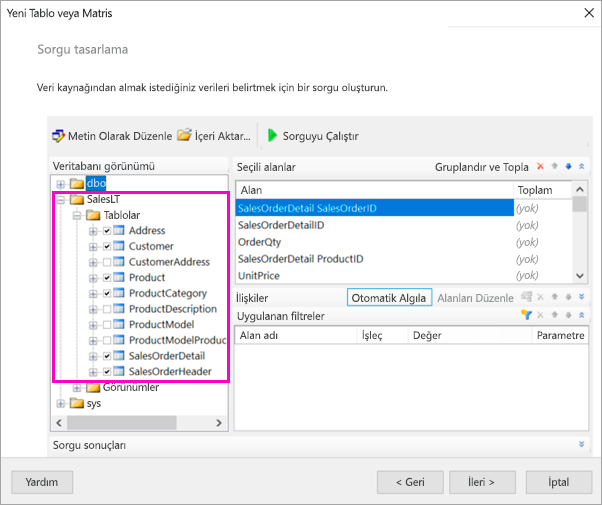 Yeni Tablo veya Matris
Sorgu tasarlama
Veri kaynağından almak istediğiniz verileri belirtmek için bir sorgu oluşturun.
Metin Olarak Düzenle İçeri Aktar... Sorguyu Çalıştır
Veritabanı görünümü
dbo
SalesLT
Tablolar
Address
Customer
CustomerAddress
Product
ProductCategory
ProductDescription
ProductModel
ProductModelProduc
SalesOrderDetail
SalesOrderHeader
Görünümler
sys
Seçili alanlar Gruplandır ve Topla
Alan Toplam
SalesOrderDetail SalesOrderID (yok)
SalesOrderDetailID (yok)
OrderQty (yok)
SalesOrderDetail ProductID (yok)
UnitPrice (yok)
İlişkiler Otomatik Algıla Alanları Düzenle
Uygulanan filtreler
Alan adı İşleç Değer Parametre
Sorgu sonuçları
Yardım < Geri İleri > İptal